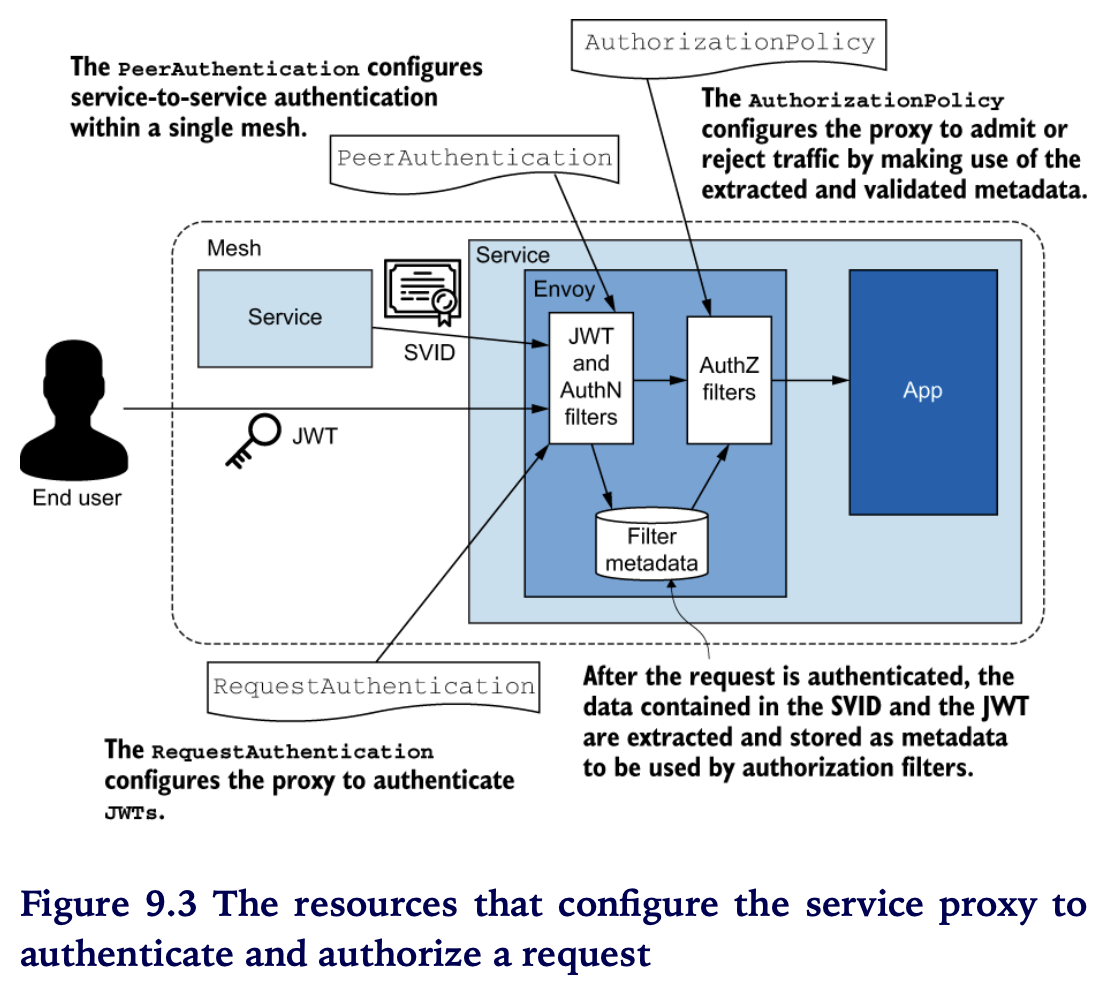 AuthorizationPolicy
The PeerAuthentication configures
service-to-service authentication
within a single mesh.
The AuthorizationPolicy
configures the proxy to admit or
reject traffic by making use of the
extracted and validated metadata.
PeerAuthentication
Mesh
Service
SVID
Service
Envoy
JWT
and
AuthN
filters
AuthZ
filters
App
JWT
End user
Filter
metadata
RequestAuthentication
The RequestAuthentication
configures the proxy to authenticate
JWTs.
After the request is authenticated, the
data contained in the SVID and the JWT
are extracted and stored as metadata
to be used by authorization filters.
Figure 9.3 The resources that configure the service proxy to
authenticate and authorize a request